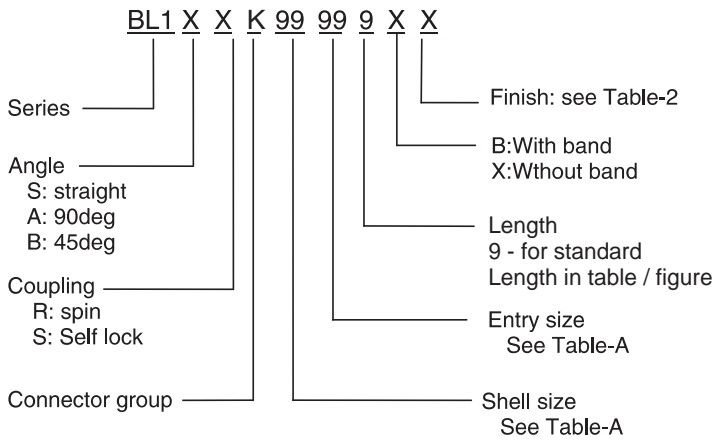 BL1 X X K 99 99 9 X X
Series
Angle
S: straight
A: 90deg
B: 45deg
Coupling
R: spin
S: Self lock
Connector group
Finish: see Table-2
B:With band
X:Wthout band
Length
9 - for standard
Length in table / figure
Entry size
See Table-A
Shell size
See Table-A